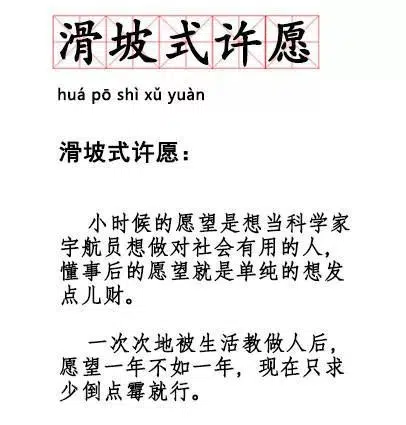 滑坡式许愿
huá pō shì xǔ yuàn
滑坡式许愿：
小时候的愿望是想当科学家
宇航员想做对社会有用的人，
懂事后的愿望就是单纯的想发
点儿财。
一次次地被生活教做人后，
愿望一年不如一年，现在只求
少倒点霉就行。